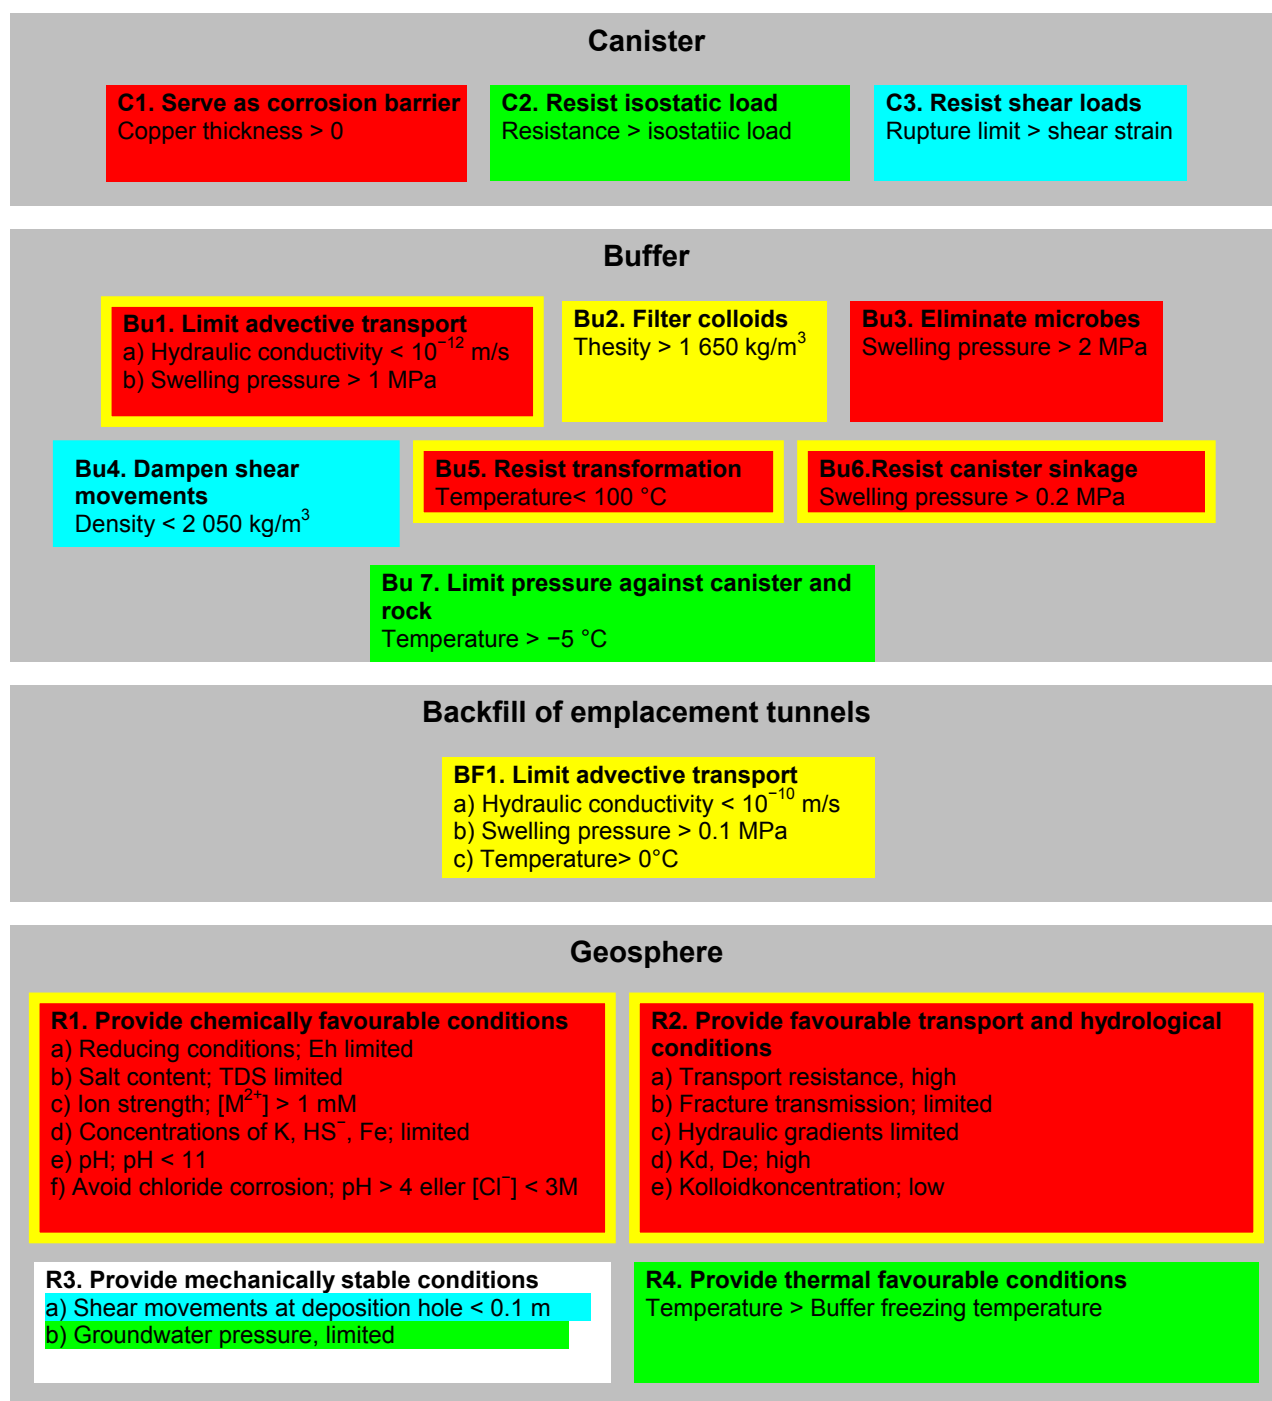 Canister
C1. Serve as corrosion barrier
Copper thickness > 0
C2. Resist isostatic load
Resistance > isostatiic load
C3. Resist shear loads
Rupture limit > shear strain
Buffer
Bu1. Limit advective transport
a) Hydraulic conductivity < 10⁻¹² m/s
b) Swelling pressure > 1 MPa
Bu2. Filter colloids
Thesity > 1 650 kg/m³
Bu3. Eliminate microbes
Swelling pressure > 2 MPa
Bu4. Dampen shear
movements
Density < 2 050 kg/m³
Bu5. Resist transformation
Temperature< 100 °C
Bu6.Resist canister sinkage
Swelling pressure > 0.2 MPa
Bu 7. Limit pressure against canister and
rock
Temperature > −5 °C
Backfill of emplacement tunnels
BF1. Limit advective transport
a) Hydraulic conductivity < 10⁻¹⁰ m/s
b) Swelling pressure > 0.1 MPa
c) Temperature> 0°C
Geosphere
R1. Provide chemically favourable conditions
a) Reducing conditions; Eh limited
b) Salt content; TDS limited
c) Ion strength; [M²⁺] > 1 mM
d) Concentrations of K, HS⁻, Fe; limited
e) pH; pH < 11
f) Avoid chloride corrosion; pH > 4 eller [Cl⁻] < 3M
R2. Provide favourable transport and hydrological
conditions
a) Transport resistance, high
b) Fracture transmission; limited
c) Hydraulic gradients limited
d) Kd, De; high
e) Kolloidkoncentration; low
R3. Provide mechanically stable conditions
a) Shear movements at deposition hole < 0.1 m
b) Groundwater pressure, limited
R4. Provide thermal favourable conditions
Temperature > Buffer freezing temperature